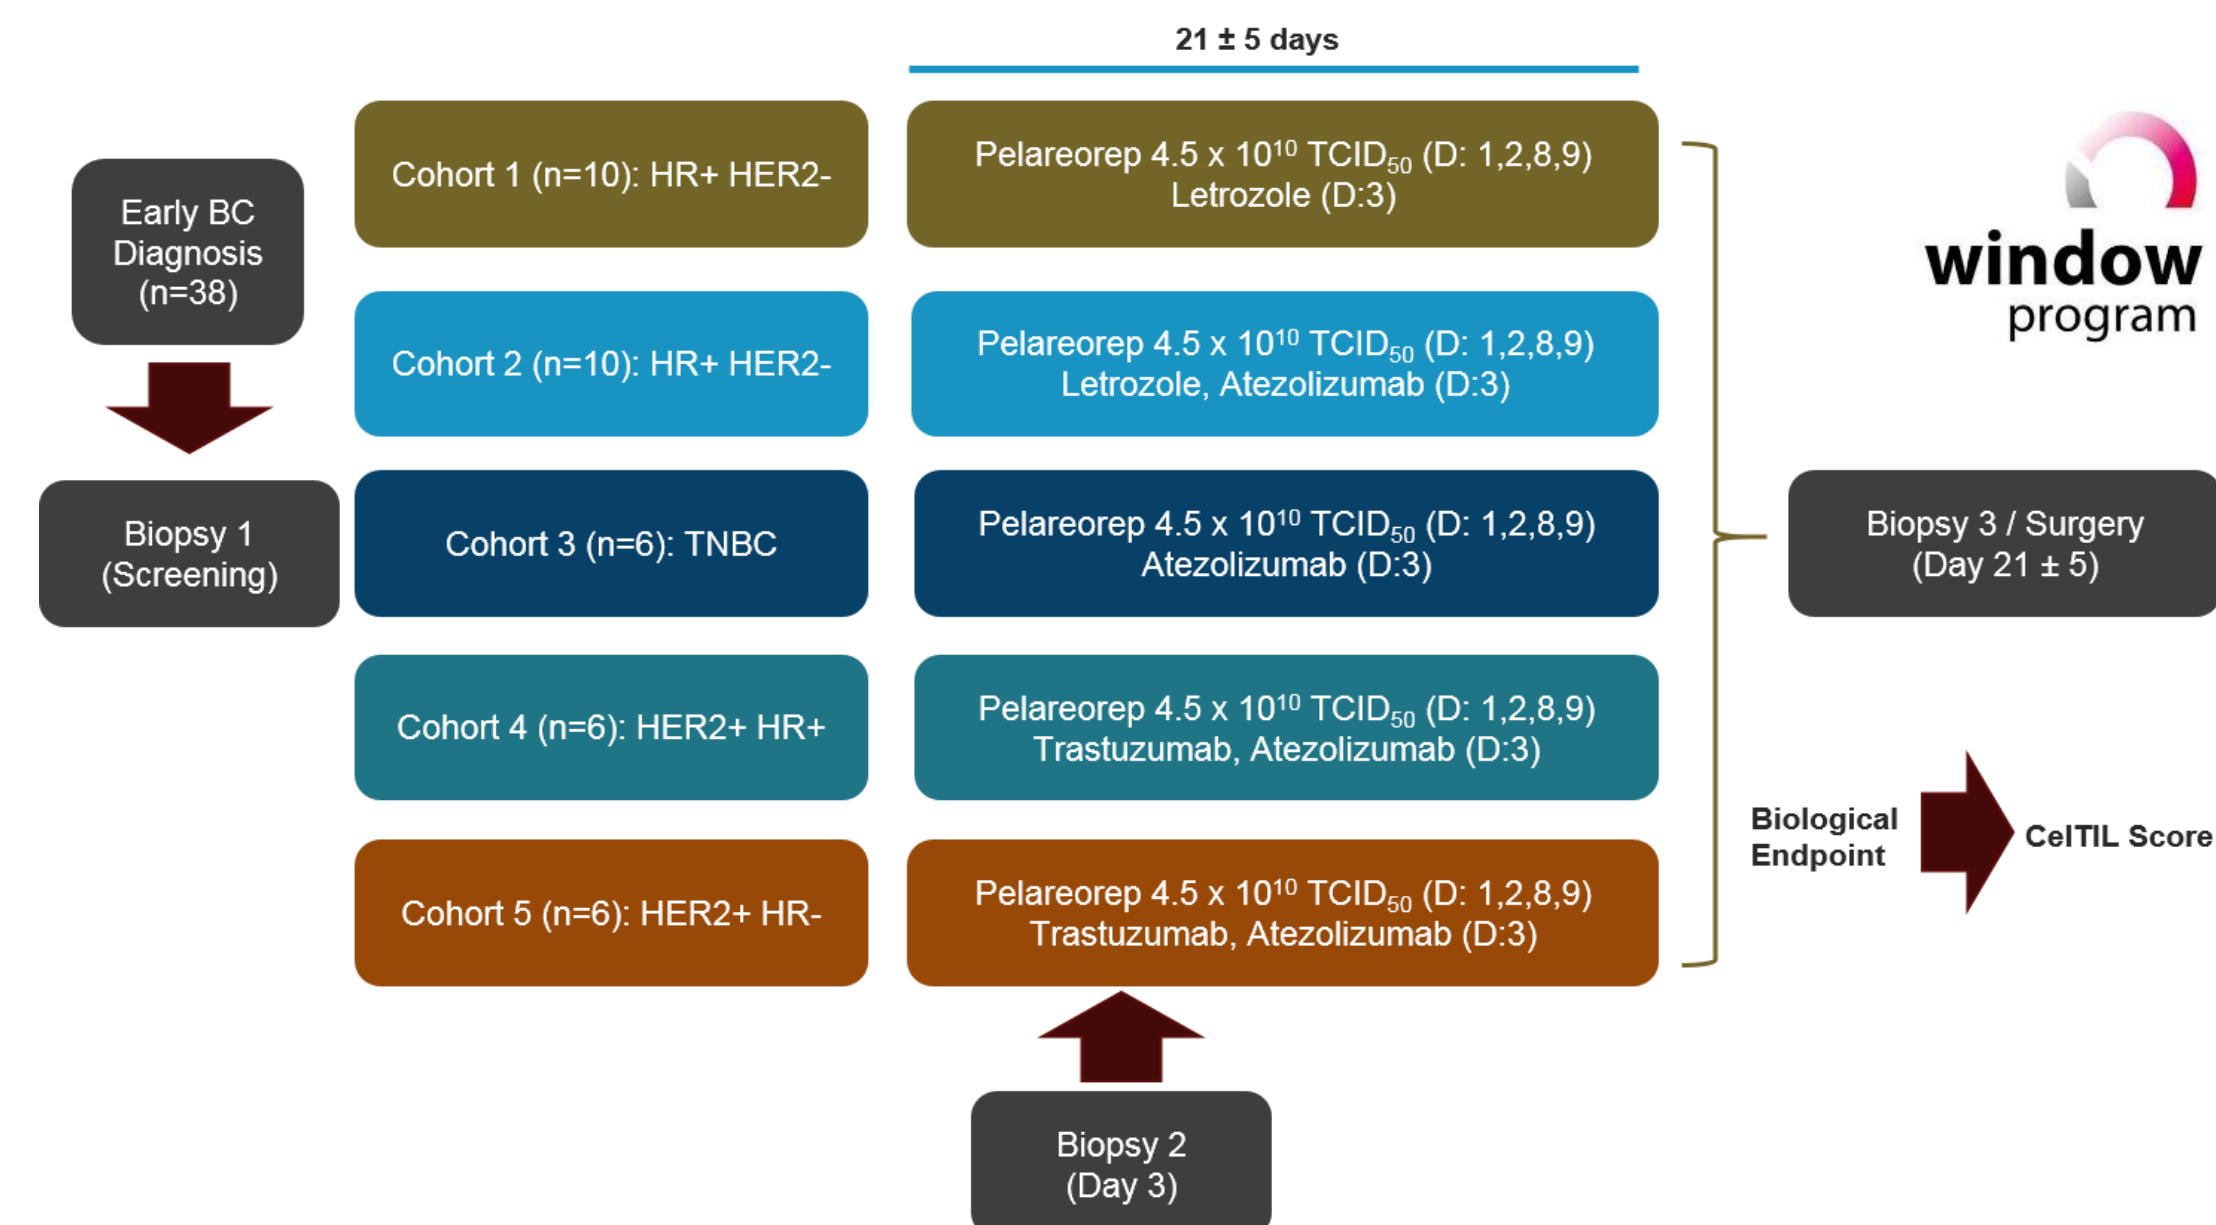 21 ± 5 days
Early BC
Diagnosis
(n=38)
Biopsy 1
(Screening)
Cohort 1 (n=10): HR+ HER2-
Pelareorep 4.5 x 10¹⁰ TCID₅₀ (D: 1,2,8,9)
Letrozole (D:3)
Cohort 2 (n=10): HR+ HER2-
Pelareorep 4.5 x 10¹⁰ TCID₅₀ (D: 1,2,8,9)
Letrozole, Atezolizumab (D:3)
Cohort 3 (n=6): TNBC
Pelareorep 4.5 x 10¹⁰ TCID₅₀ (D: 1,2,8,9)
Atezolizumab (D:3)
Cohort 4 (n=6): HER2+ HR+
Pelareorep 4.5 x 10¹⁰ TCID₅₀ (D: 1,2,8,9)
Trastuzumab, Atezolizumab (D:3)
Cohort 5 (n=6): HER2+ HR-
Pelareorep 4.5 x 10¹⁰ TCID₅₀ (D: 1,2,8,9)
Trastuzumab, Atezolizumab (D:3)
Biopsy 2
(Day 3)
window
program
Biopsy 3 / Surgery
(Day 21 ± 5)
Biological
Endpoint
CelTIL Score